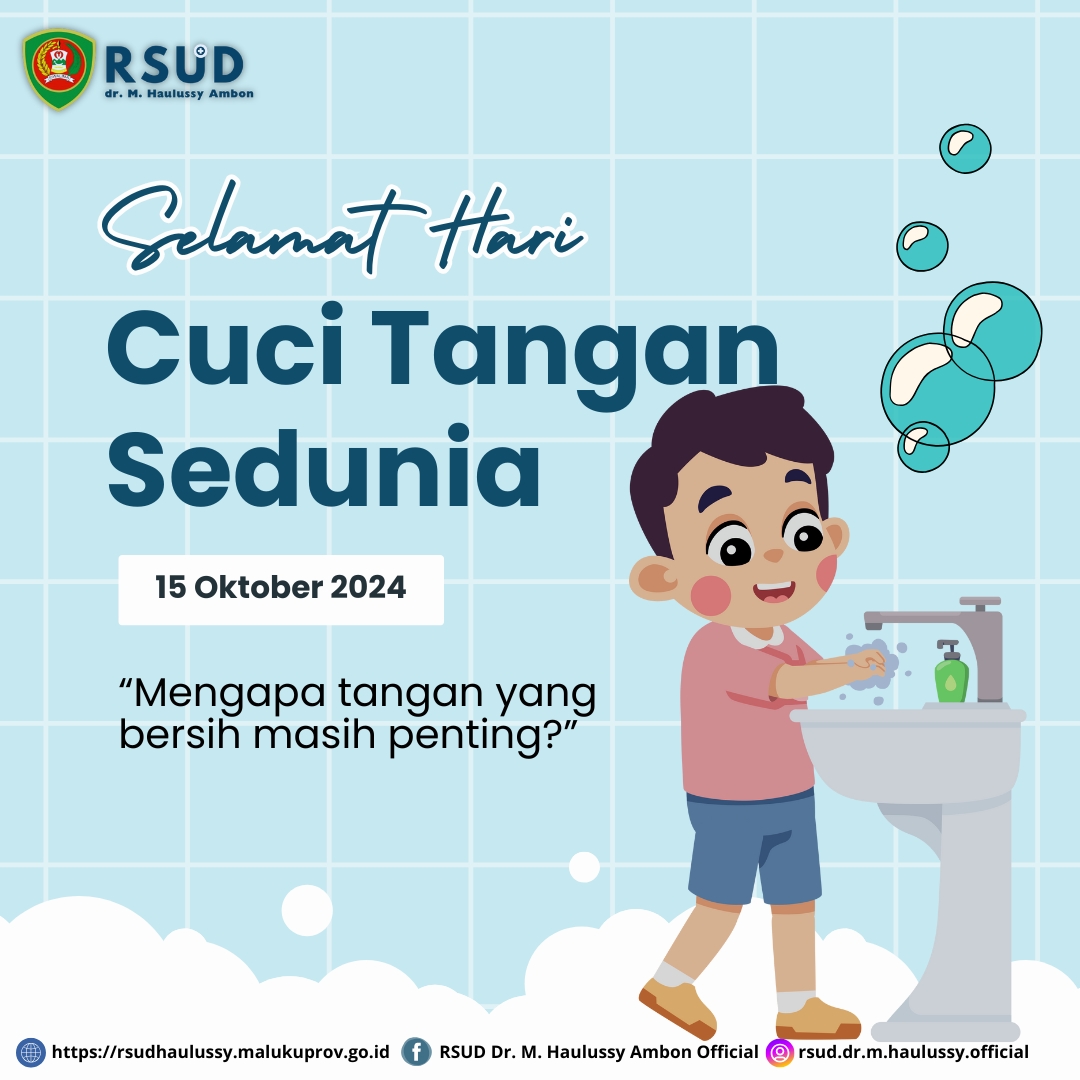 RSUD
dr. M. Haulussy Ambon
Selamat Hari
Cuci Tangan
Sedunia
15 Oktober 2024
“Mengapa tangan yang
bersih masih penting?”
https://rsudhaulussy.malukuprov.go.id RSUD Dr. M. Haulussy Ambon Official rsud.dr.m.haulussy.official